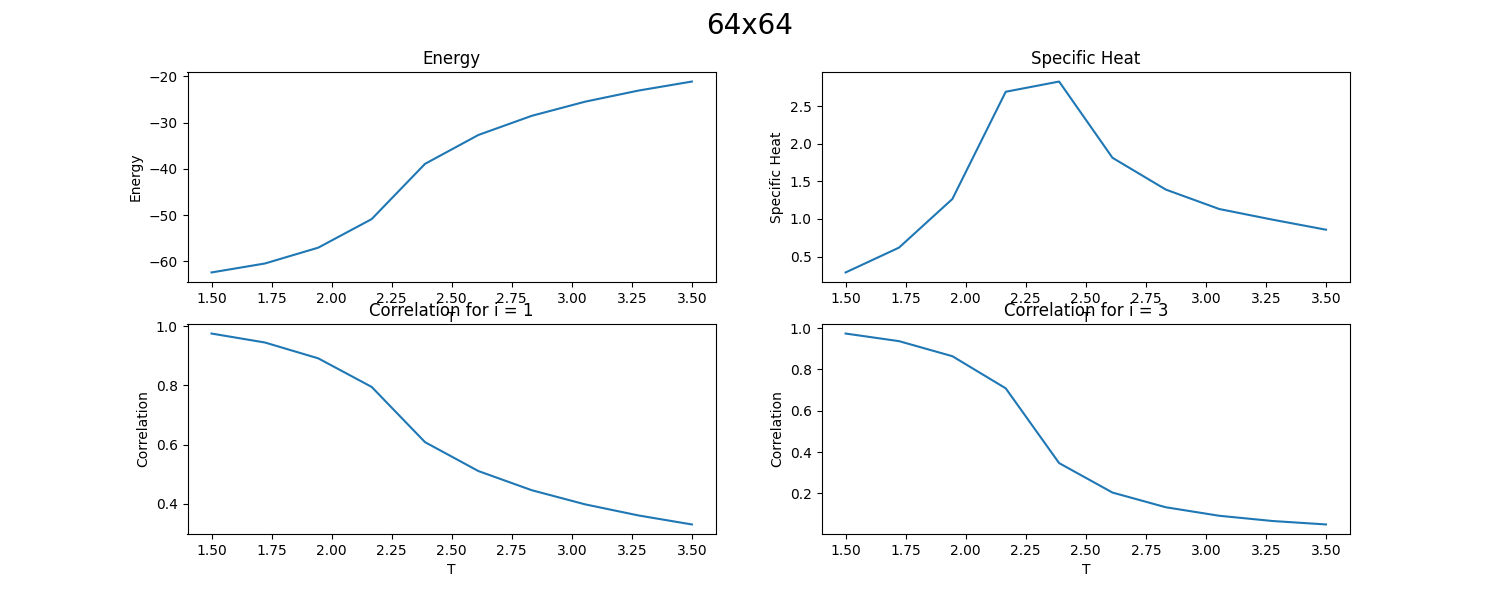 64x64
Energy
Specific Heat
Energy
−20
−30
−40
−50
−60
1.50 1.75 2.00 2.25 2.50 2.75 3.00 3.25 3.50
T
Specific Heat
2.5
2.0
1.5
1.0
0.5
1.50 1.75 2.00 2.25 2.50 2.75 3.00 3.25 3.50
T
Correlation for i = 1
Correlation for i = 3
Correlation
1.0
0.8
0.6
0.4
1.50 1.75 2.00 2.25 2.50 2.75 3.00 3.25 3.50
T
Correlation
1.0
0.8
0.6
0.4
0.2
1.50 1.75 2.00 2.25 2.50 2.75 3.00 3.25 3.50
T